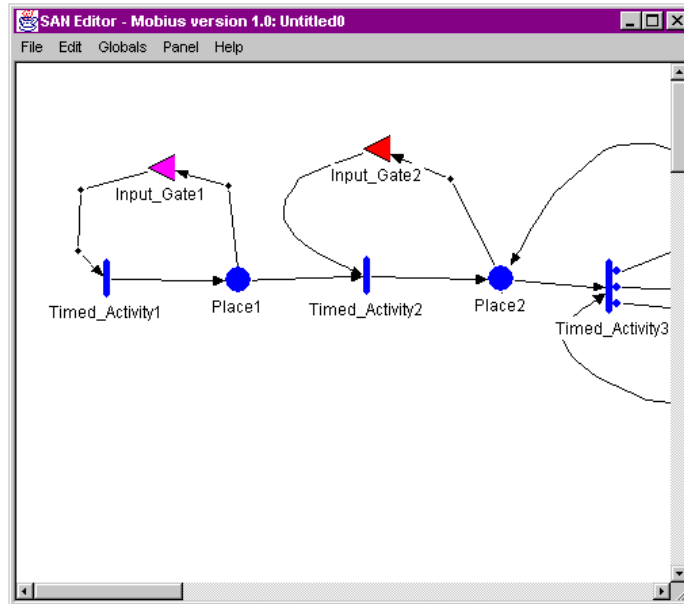 SAN Editor - Mobius version 1.0: Untitled0
File Edit Globals Panel Help
Input_Gate1
Input_Gate2
Timed_Activity1
Place1
Timed_Activity2
Place2
Timed_Activity3